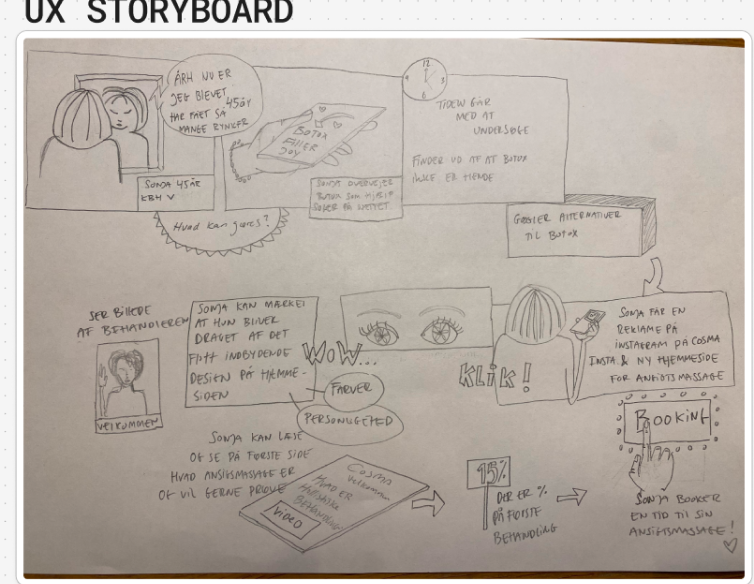 UX STORYBOARD
ÅRH NU ER
JEG BLEVET
45 ÅR
HAR FÅET SÅ
MANGE RYNKER
SONJA 45 ÅR
KBH V
Hvad kan gøres?
BOTOX
FILLER
JOY
SONJA OVERVEJER
BOTOX SOM HJÆLP
SØGER PÅ NETTET
12
3
6
9
TIDEN GÅR
MED AT
UNDERSØGE
FINDER UD AF AT BOTOX
IKKE ER HENDE
GOOGLER ALTERNATIVER
TIL BOTOX
SONJA FÅR EN
REKLAME PÅ
INSTAGRAM PÅ COSMA
INSTA & NY HJEMMESIDE
FOR ANSIGTSMASSAGE
KLIK!
WOW...
SONJA KAN MÆRKE
AT HUN BLIVER
DRAGET AF DET
FLOTT INDBYDENDE
DESIGN PÅ HJEMME-
SIDEN
FARVER
PERSONLIGHED
SER BILLEDE
AF BEHANDLEREN
VELKOMMEN
SONJA KAN LÆSE
OG SE PÅ FØRSTE SIDE
HVAD ANSIGTSMASSAGE ER
OG VIL GERNE PRØVE
COSMA
Velkommen
HVAD ER
BEHANDLING
VIDEO
15%
DER ER %
PÅ FØRSTE
BEHANDLING
BOOKING
SONJA BOOKER
EN TID TIL SIN
ANSIGTSMASSAGE!